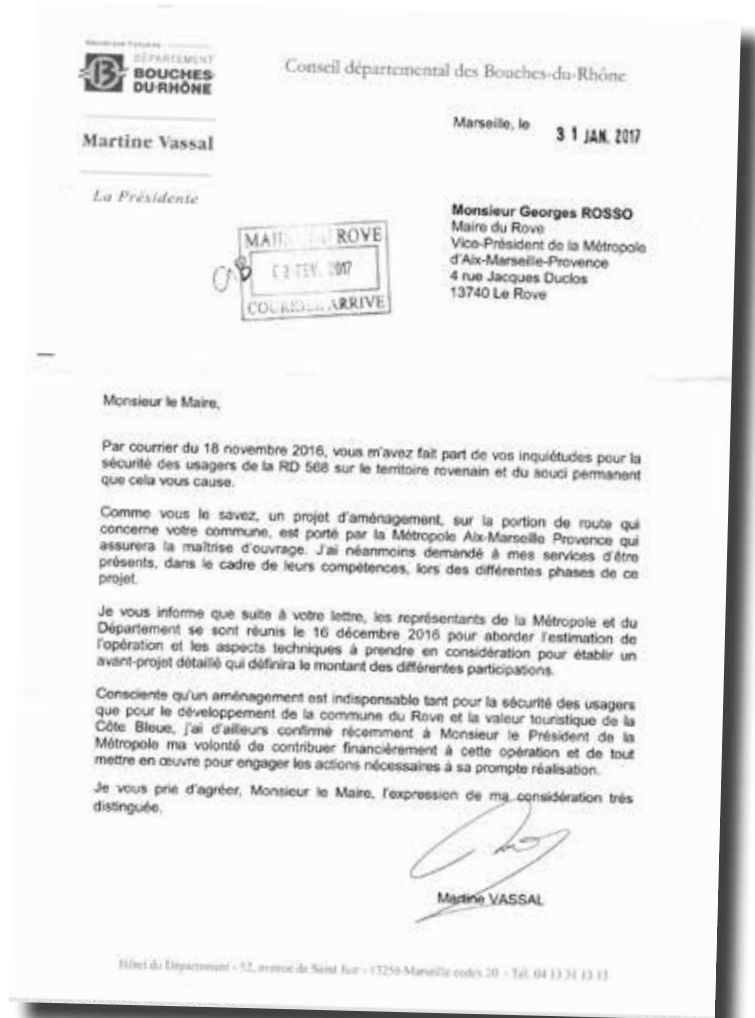 République Française
DÉPARTEMENT
BOUCHES
DU-RHÔNE
Conseil départemental des Bouches-du-Rhône
Martine Vassal
La Présidente
Marseille, le 31 JAN. 2017
Monsieur Georges ROSSO
Maire du Rove
Vice-Président de la Métropole
d'Aix-Marseille-Provence
4 rue Jacques Duclos
13740 Le Rove
ROVE
2017
ARRIVE
Monsieur le Maire,
Par courrier du 18 novembre 2016, vous m'avez fait part de vos inquiétudes pour la
sécurité des usagers de la RD 568 sur le territoire rovenain et du souci permanent
que cela vous cause.
Comme vous le savez, un projet d'aménagement, sur la portion de route qui
concerne votre commune, est porté par la Métropole Aix-Marseille Provence qui
assurera la maîtrise d'ouvrage. J'ai néanmoins demandé à mes services d'être
présents, dans le cadre de leurs compétences, lors des différentes phases de ce
projet.
Je vous informe que suite à votre lettre, les représentants de la Métropole et du
Département se sont réunis le 16 décembre 2016 pour aborder l'estimation de
l'opération et les aspects techniques à prendre en considération pour établir un
avant-projet détaillé qui définira le montant des différentes participations.
Consciente qu'un aménagement est indispensable tant pour la sécurité des usagers
que pour le développement de la commune du Rove et la valeur touristique de la
Côte Bleue, j'ai d'ailleurs confirmé récemment à Monsieur le Président de la
Métropole ma volonté de contribuer financièrement à cette opération et de tout
mettre en œuvre pour engager les actions nécessaires à sa prompte réalisation.
Je vous prie d'agréer, Monsieur le Maire, l'expression de ma considération très
distinguée.
Martine VASSAL
Hôtel du Département - 52, avenue de Saint Just - 13256 Marseille cedex 20 - Tél. 04 13 31 13 13